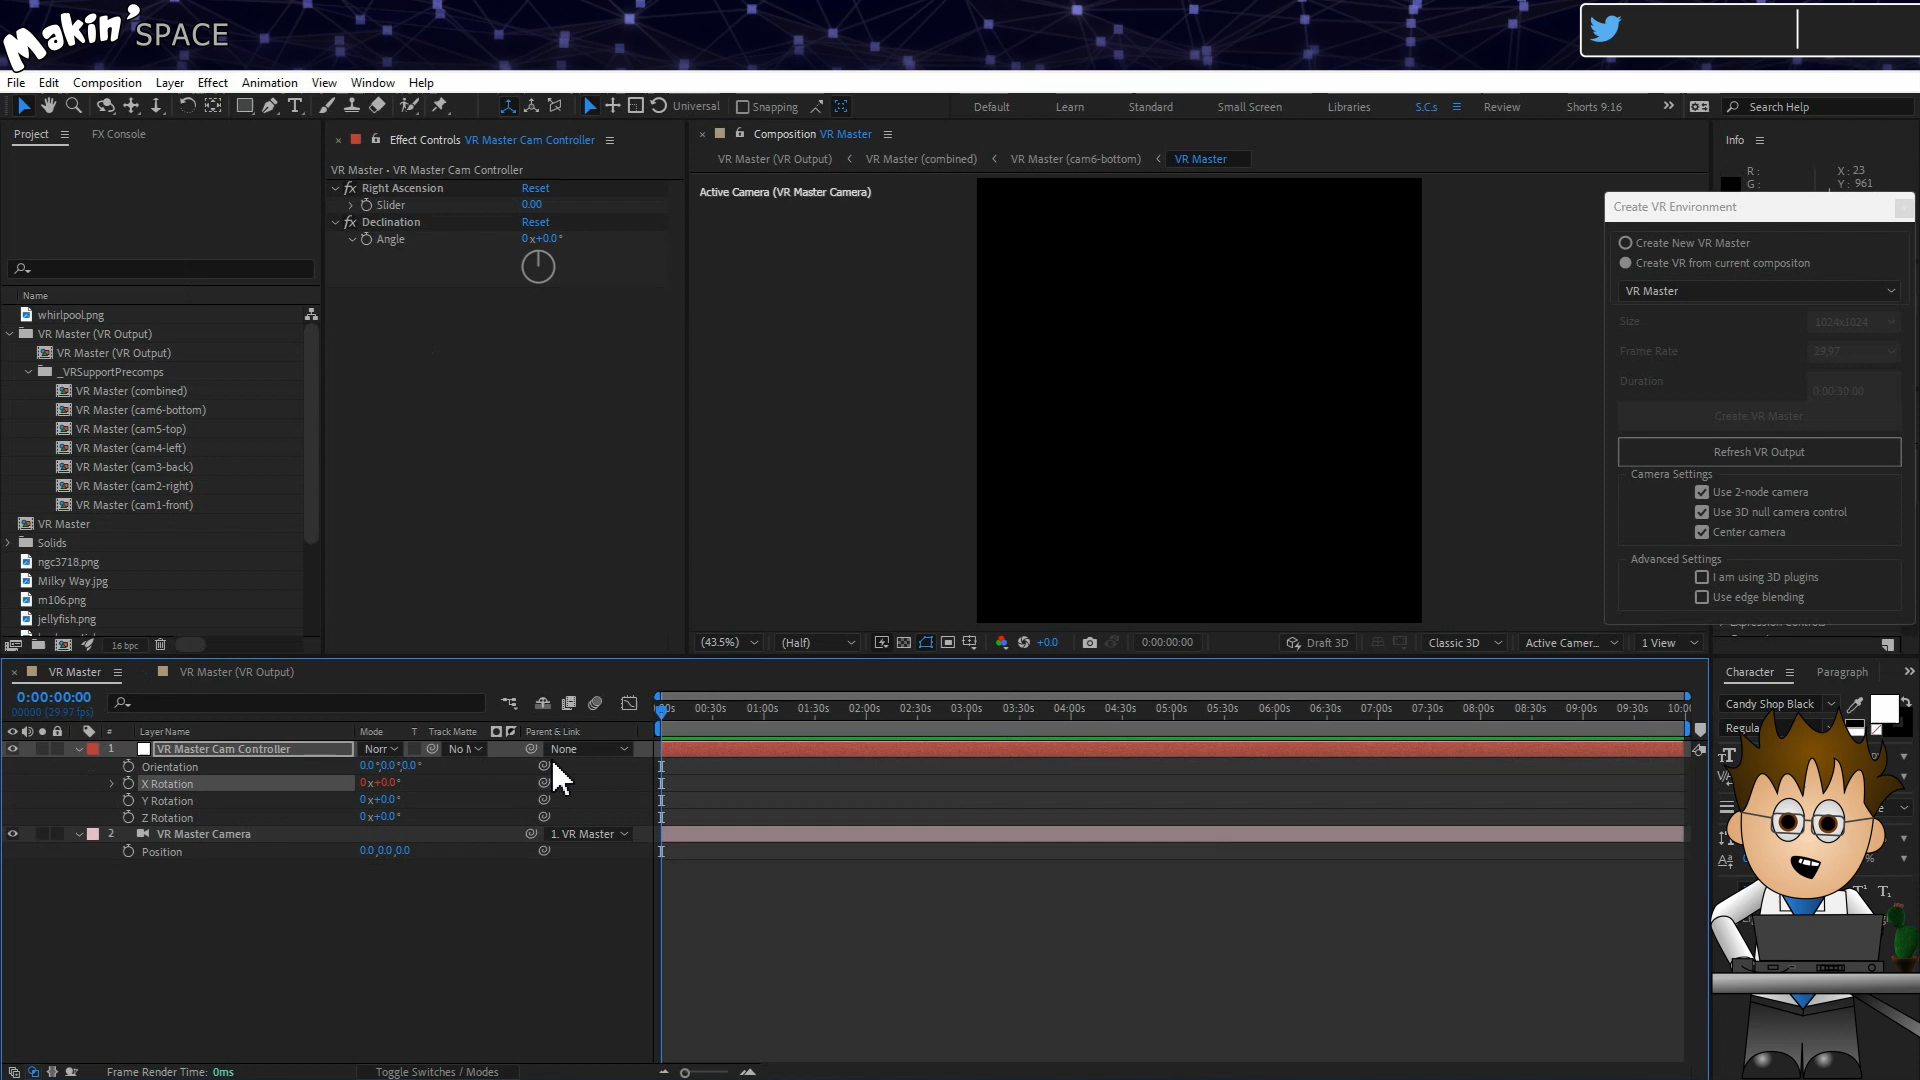 Makin' SPACE
File Edit Composition Layer Effect Animation View Window Help
Universal Snapping Default Learn Standard Small Screen Libraries S.C.s Review Shorts 9:16 Search Help
Project FX Console
Effect Controls VR Master Cam Controller
Composition VR Master
Info
VR Master (VR Output) VR Master (combined) VR Master (cam6-bottom) VR Master
VR Master • VR Master Cam Controller
Right Ascension Reset
Slider 0.00
Declination Reset
Angle 0x+0.0°
Active Camera (VR Master Camera)
R: X: 23
G: Y: 961
Create VR Environment
Create New VR Master
Create VR from current compositon
VR Master
Size 1024x1024
Frame Rate 29.97
Duration 0:00:30:00
Create VR Master
Refresh VR Output
Camera Settings
Use 2-node camera
Use 3D null camera control
Center camera
Advanced Settings
I am using 3D plugins
Use edge blending
Name
whirlpool.png
VR Master (VR Output)
VR Master (VR Output)
_VRSupportPrecomps
VR Master (combined)
VR Master (cam6-bottom)
VR Master (cam5-top)
VR Master (cam4-left)
VR Master (cam3-back)
VR Master (cam2-right)
VR Master (cam1-front)
VR Master
Solids
ngc3718.png
Milky Way.jpg
m106.png
jellyfish.png
16 bpc
(43.5%) (Half) +0.0 0:00:00:00 Draft 3D Classic 3D Active Camer... 1 View
VR Master VR Master (VR Output)
0:00:00:00
00000 (29.97 fps)
:00s 00:30s 01:00s 01:30s 02:00s 02:30s 03:00s 03:30s 04:00s 04:30s 05:00s 05:30s 06:00s 06:30s 07:00s 07:30s 08:00s 08:30s 09:00s 09:30s 10:00
# Layer Name Mode T Track Matte Parent & Link
1 VR Master Cam Controller Norr No M None
Orientation 0.0°,0.0°,0.0°
X Rotation 0x+0.0°
Y Rotation 0x+0.0°
Z Rotation 0x+0.0°
2 VR Master Camera 1. VR Master
Position 0.0,0.0,0.0
Character Paragraph
Candy Shop Black
Regula
Frame Render Time: 0ms Toggle Switches / Modes